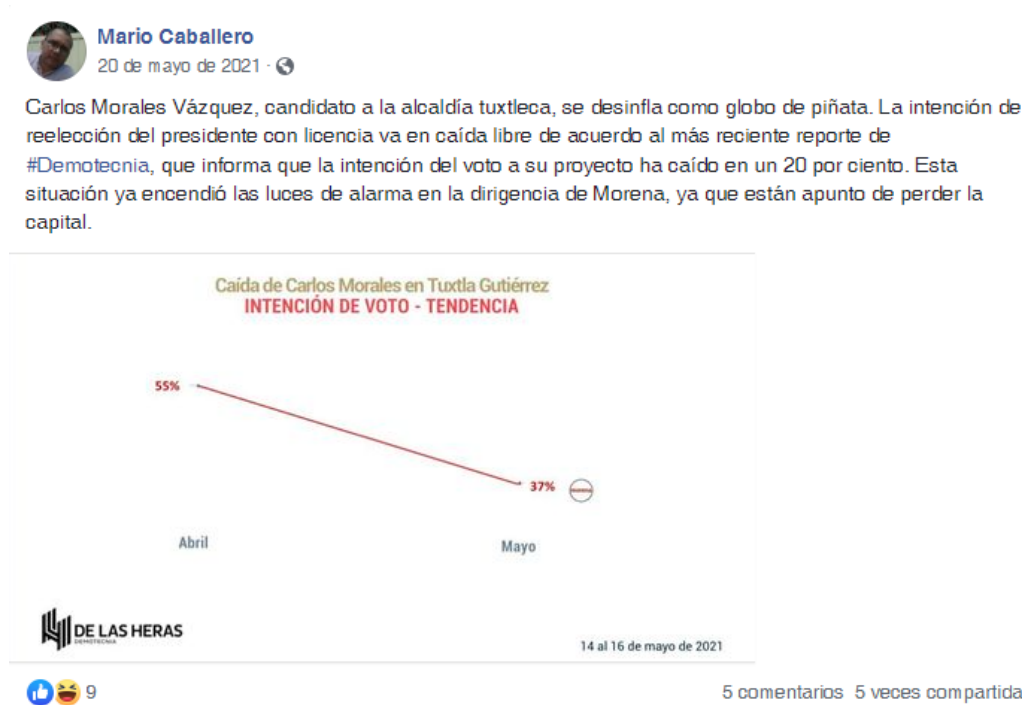 Mario Caballero
20 de mayo de 2021 ·
Carlos Morales Vázquez, candidato a la alcaldía tuxtleca, se desinfla como globo de piñata. La intención de
reelección del presidente con licencia va en caída libre de acuerdo al más reciente reporte de
#Demotecnia, que informa que la intención del voto a su proyecto ha caído en un 20 por ciento. Esta
situación ya encendió las luces de alarma en la dirigencia de Morena, ya que están apunto de perder la
capital.
Caída de Carlos Morales en Tuxtla Gutiérrez
INTENCIÓN DE VOTO - TENDENCIA
55%
37%
Abril
Mayo
DE LAS HERAS
DEMOTECNIA
14 al 16 de mayo de 2021
9
5 comentarios 5 veces compartida